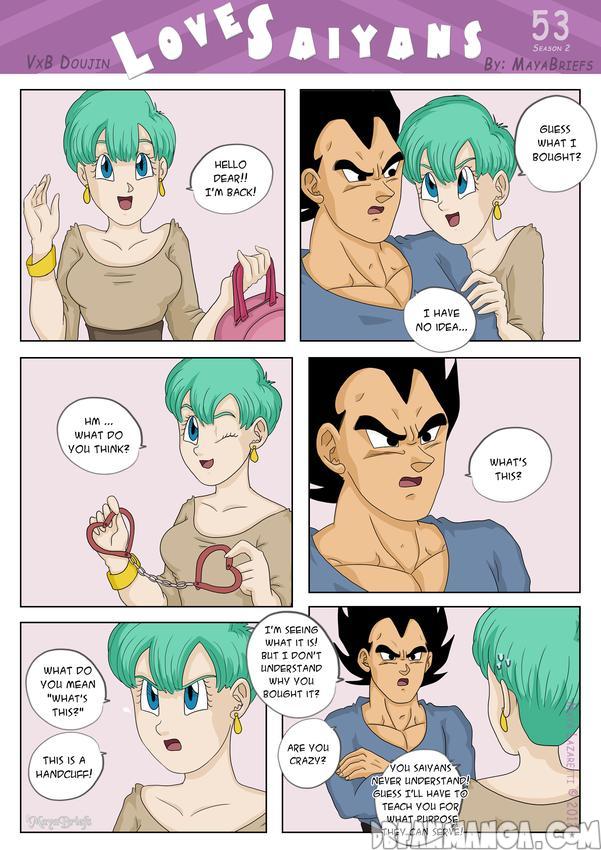 VxB Doujin
Love Saiyans
53
Season 2
By: MayaBriefs
HELLO
DEAR!!
I'M BACK!
GUESS
WHAT I
BOUGHT?
I HAVE
NO IDEA...
HM ...
WHAT DO
YOU THINK?
WHAT'S
THIS?
WHAT DO
YOU MEAN
"WHAT'S
THIS?"
THIS IS A
HANDCUFF!
I'M SEEING
WHAT IT IS!
BUT I DON'T
UNDERSTAND
WHY YOU
BOUGHT IT?
ARE YOU
CRAZY?
YOU SAIYANS
NEVER UNDERSTAND!
GUESS I'LL HAVE TO
TEACH YOU FOR
WHAT PURPOSE
THEY CAN SERVE!
MayaBriefs
DBZENMANGA.COM